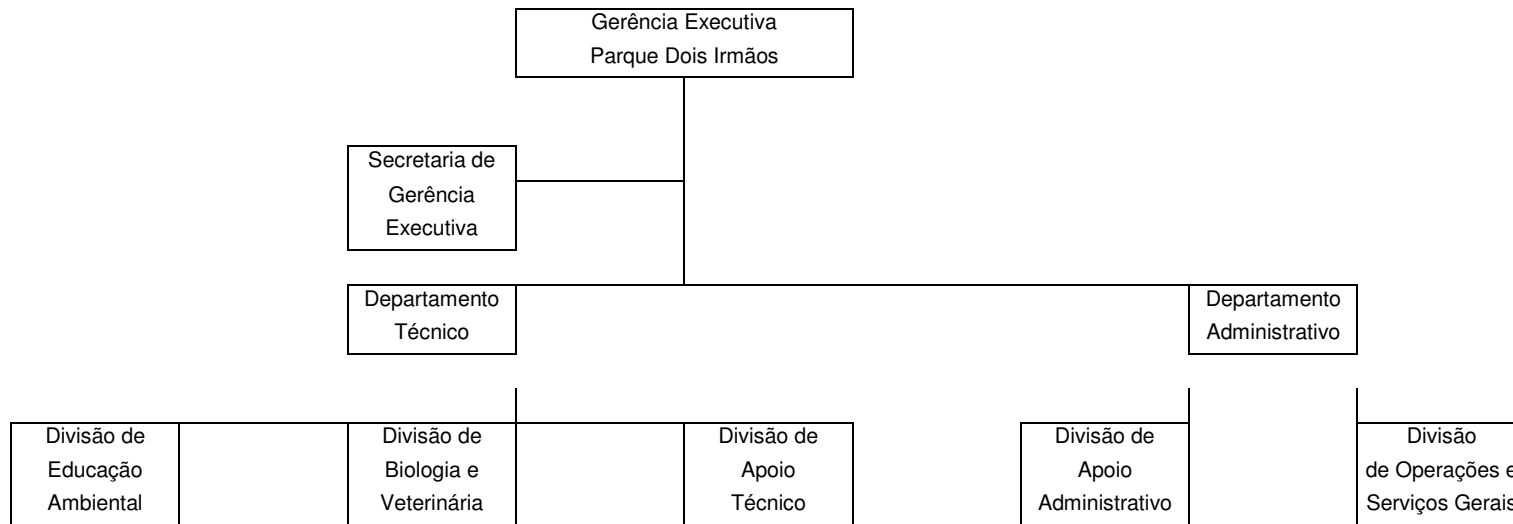 Gerência Executiva
Parque Dois Irmãos
Secretaria de
Gerência
Executiva
Departamento
Técnico
Departamento
Administrativo
Divisão de
Educação
Ambiental
Divisão de
Biologia e
Veterinária
Divisão de
Apoio
Técnico
Divisão de
Apoio
Administrativo
Divisão
de Operações e
Serviços Gerais